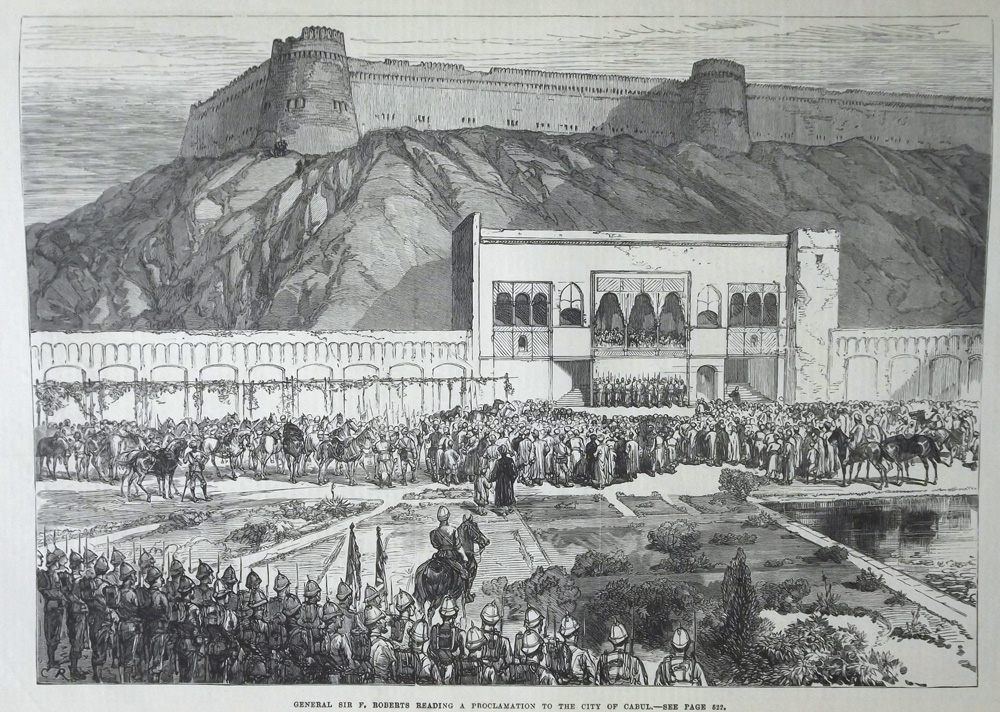 C. R.
GENERAL SIR F. ROBERTS READING A PROCLAMATION TO THE CITY OF CABUL.—SEE PAGE 522.